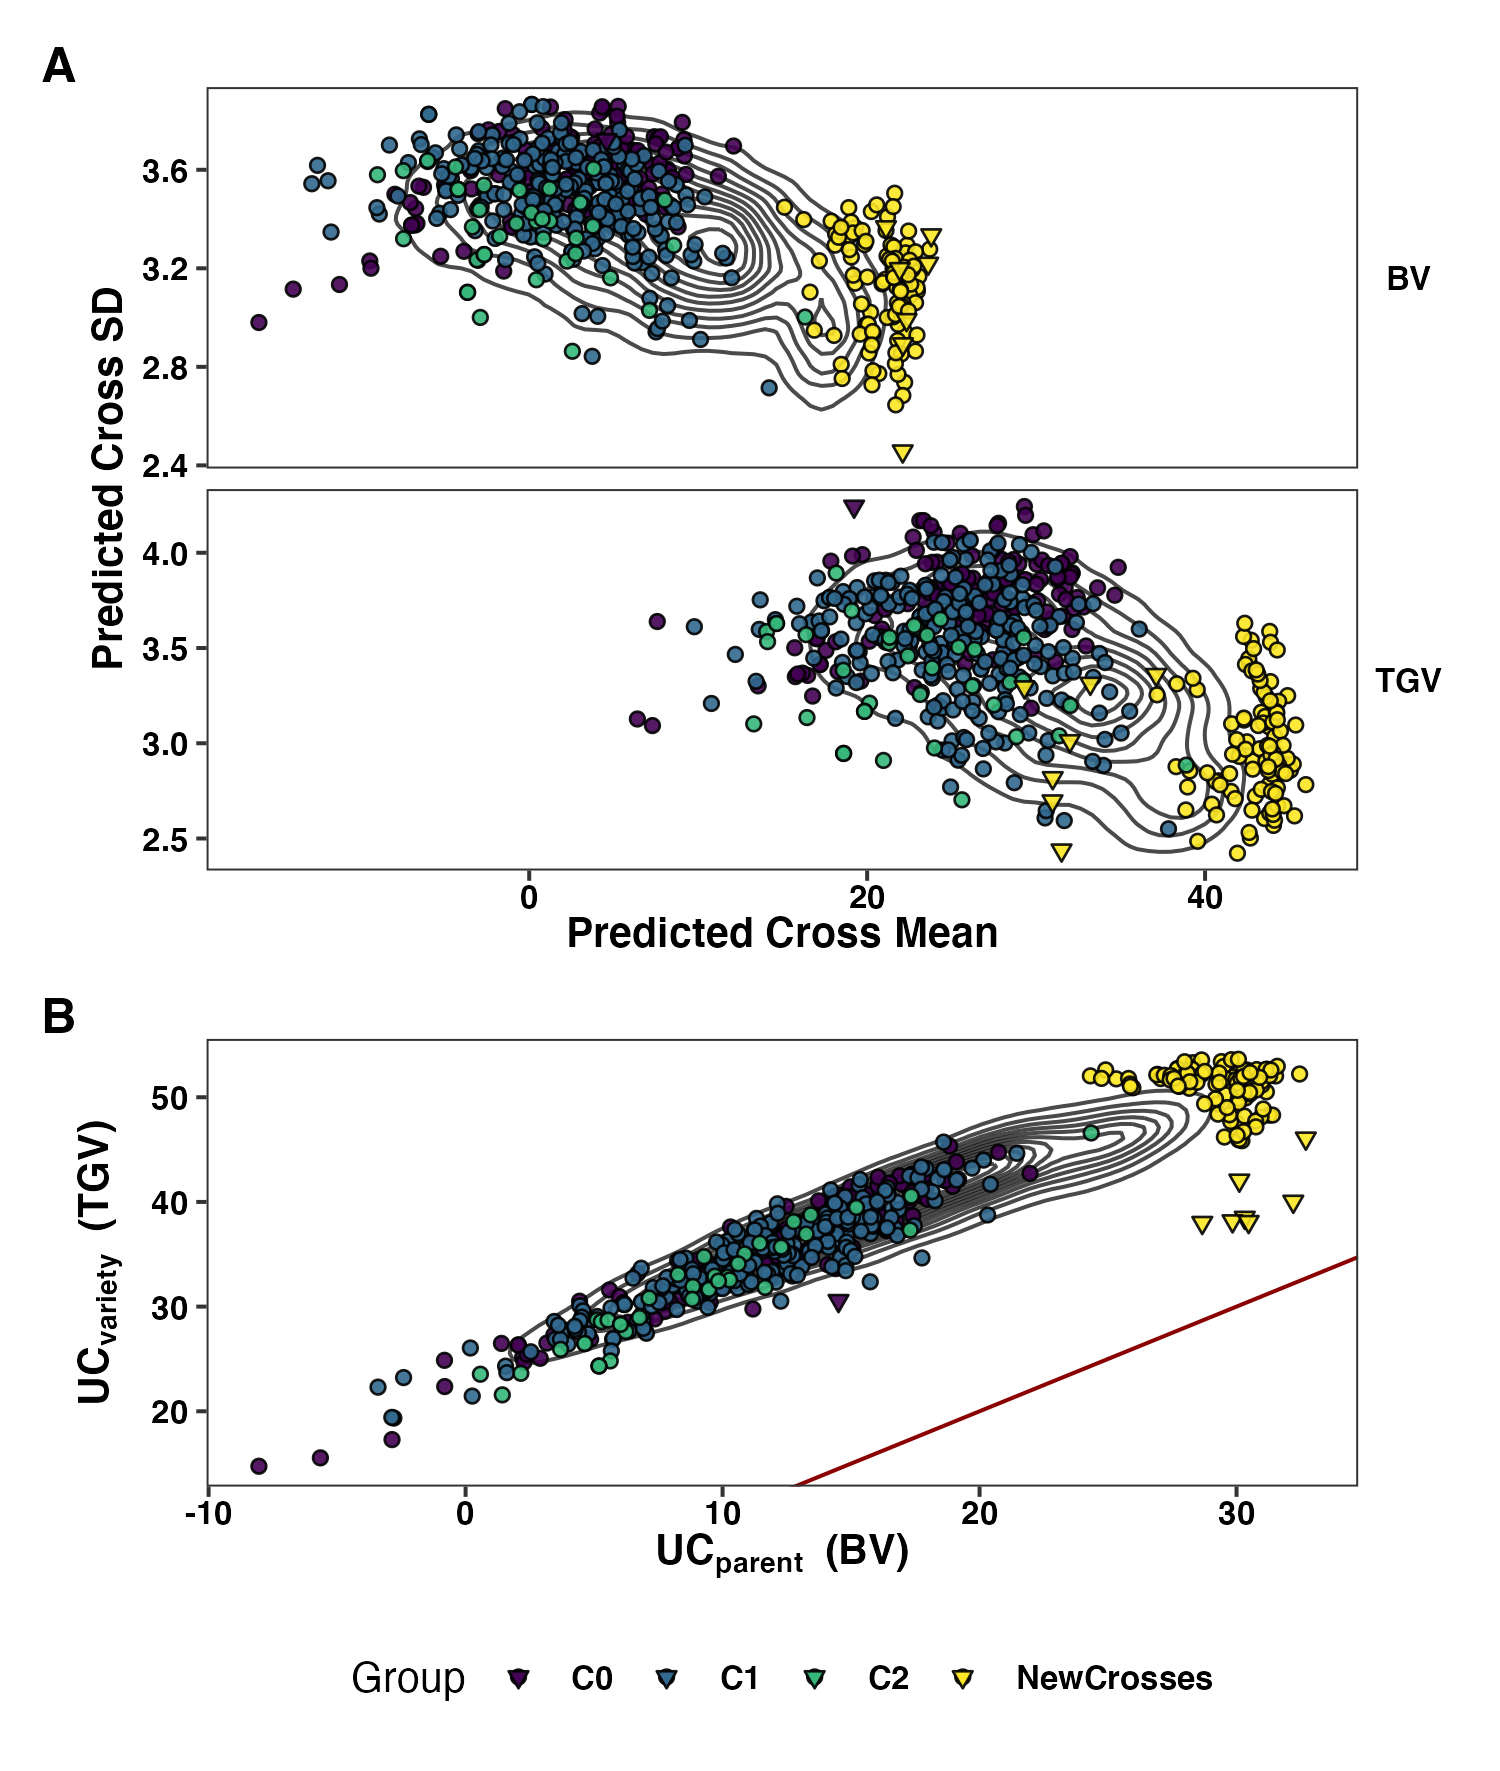 A
Predicted Cross SD
3.6
3.2
2.8
2.4
BV
4.0
3.5
3.0
2.5
TGV
0 20 40
Predicted Cross Mean
B
UCvariety (TGV)
50
40
30
20
-10 0 10 20 30
UCparent (BV)
Group C0 C1 C2 NewCrosses